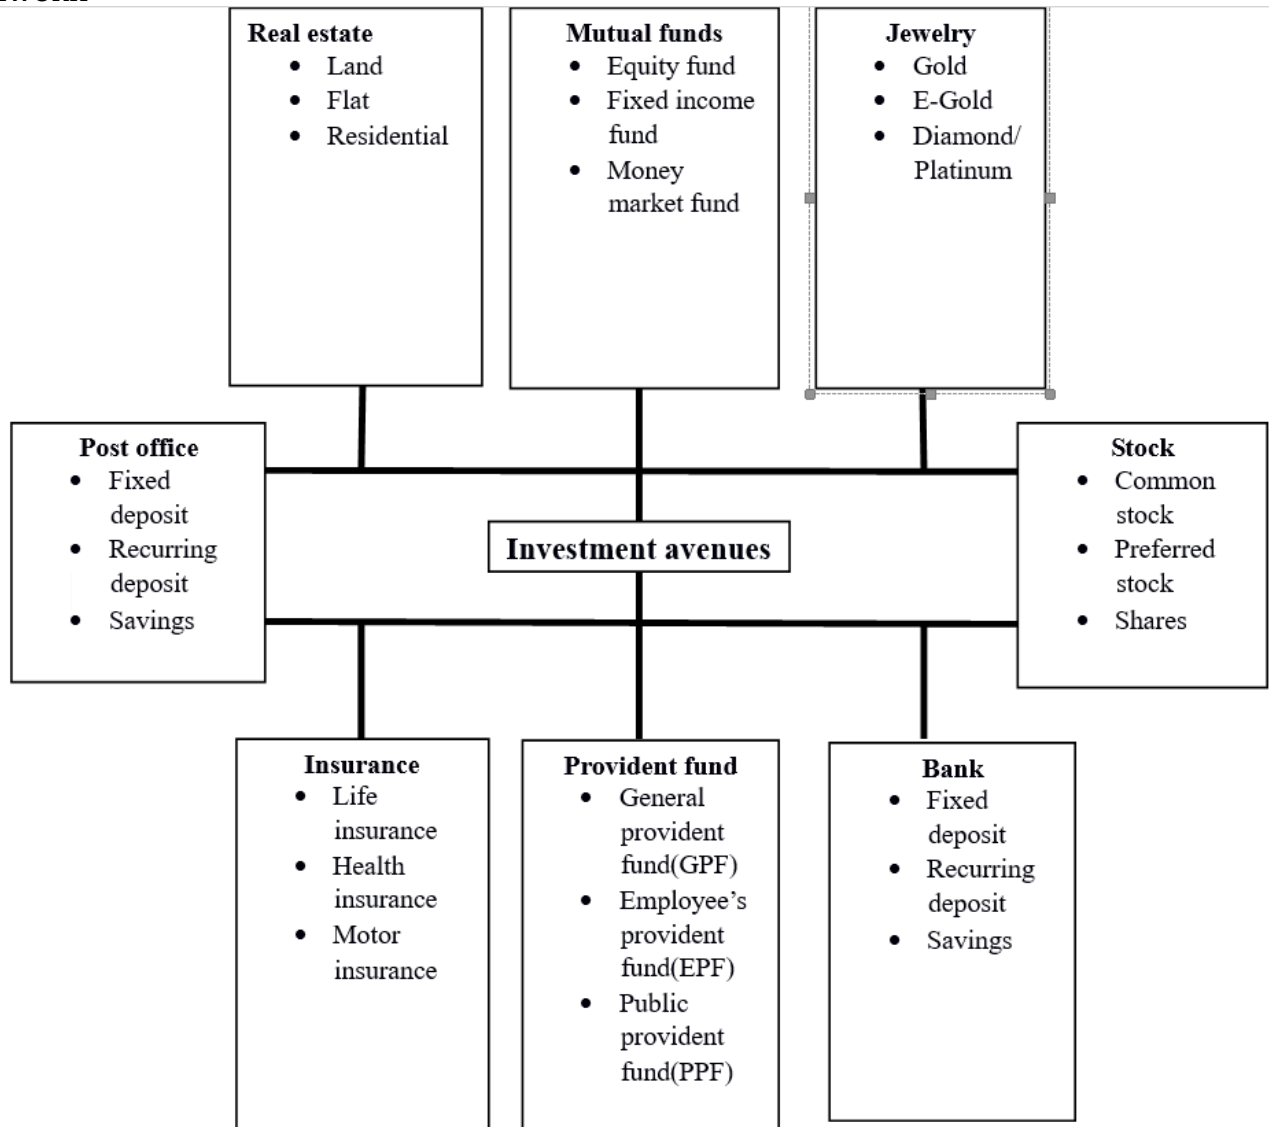 Real estate
• Land
• Flat
• Residential
Mutual funds
• Equity fund
• Fixed income
fund
• Money
market fund
Jewelry
• Gold
• E-Gold
• Diamond/
Platinum
Post office
• Fixed
deposit
• Recurring
deposit
• Savings
Investment avenues
Stock
• Common
stock
• Preferred
stock
• Shares
Insurance
• Life
insurance
• Health
insurance
• Motor
insurance
Provident fund
• General
provident
fund(GPF)
• Employee’s
provident
fund(EPF)
• Public
provident
fund(PPF)
Bank
• Fixed
deposit
• Recurring
deposit
• Savings